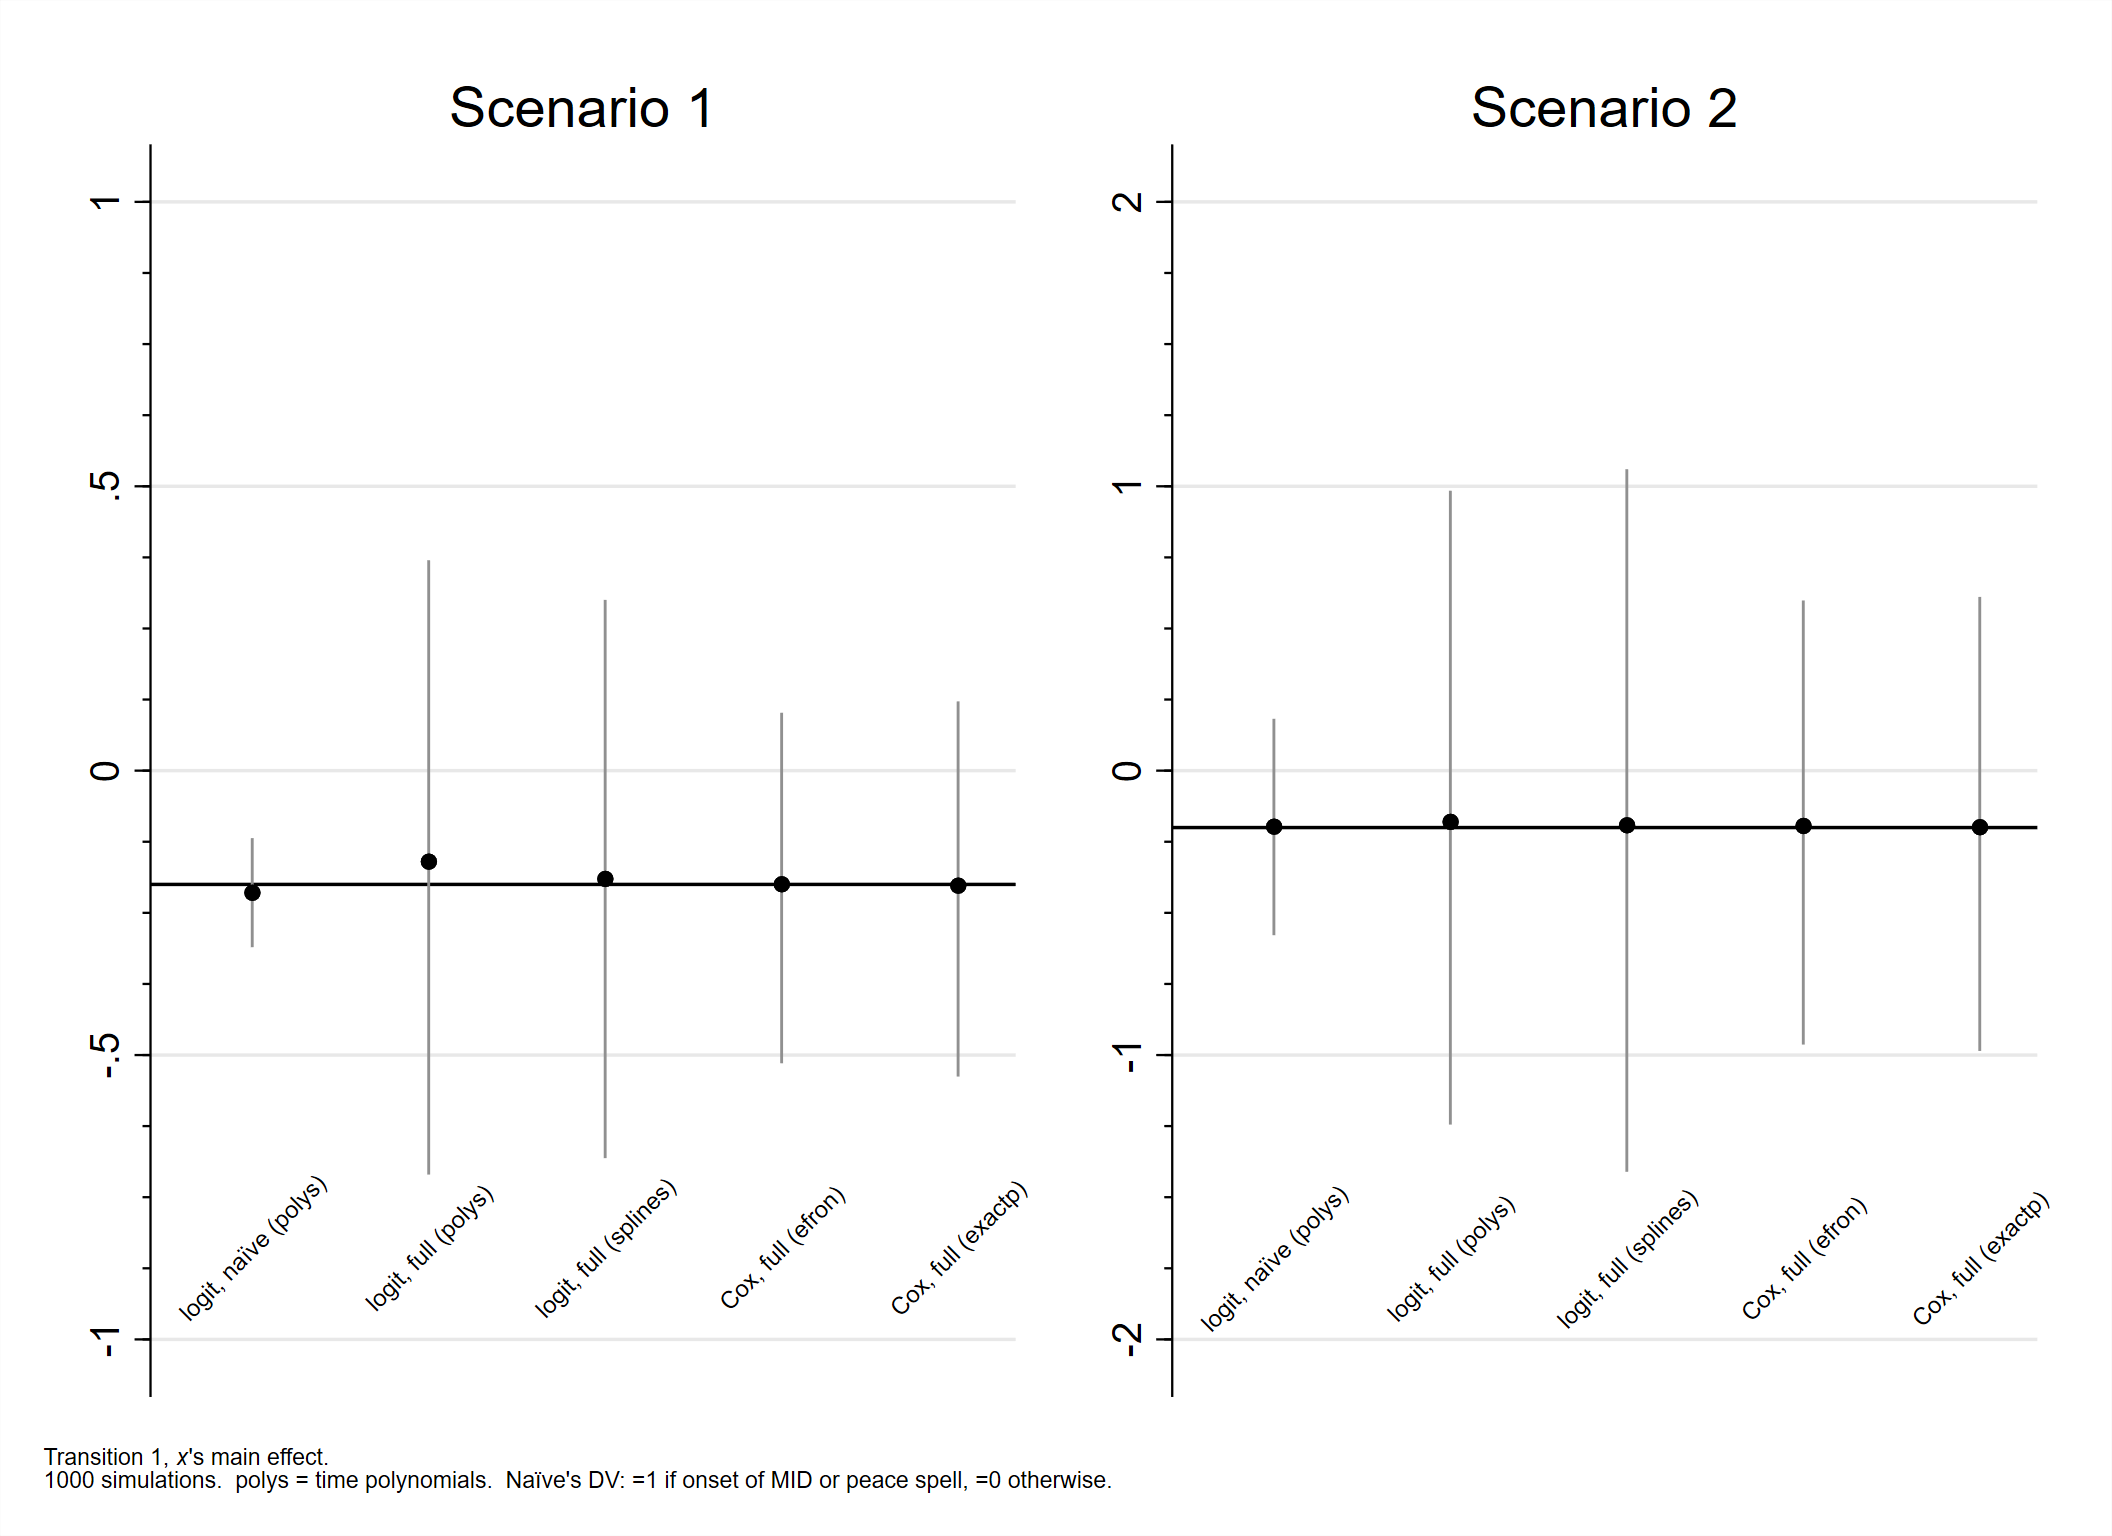 Scenario 1
1
.5
0
-.5
-1
logit, naïve (polys)
logit, full (polys)
logit, full (splines)
Cox, full (efron)
Cox, full (exactp)
Scenario 2
2
1
0
-1
-2
logit, naïve (polys)
logit, full (polys)
logit, full (splines)
Cox, full (efron)
Cox, full (exactp)
Transition 1, x's main effect.
1000 simulations.  polys = time polynomials.  Naïve's DV: =1 if onset of MID or peace spell, =0 otherwise.